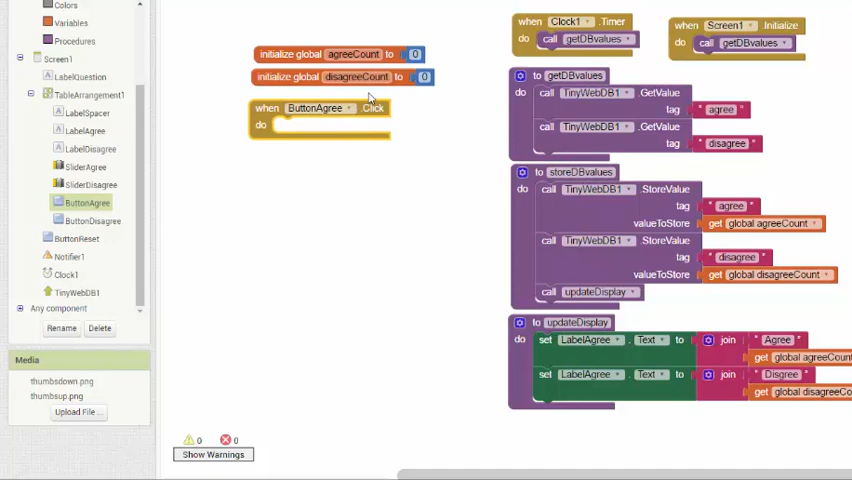 Colors
Variables
Procedures
Screen1
LabelQuestion
TableArrangement1
LabelSpacer
LabelAgree
LabelDisagree
SliderAgree
SliderDisagree
ButtonAgree
ButtonDisagree
ButtonReset
Notifier1
Clock1
TinyWebDB1
Any component
Rename
Delete
Media
thumbsdown.png
thumbsup.png
Upload File ...
initialize global agreeCount to 0
initialize global disagreeCount to 0
when ButtonAgree .Click
do
0
0
Show Warnings
when Clock1 .Timer
do call getDBvalues
when Screen1 .Initialize
do call getDBvalues
to getDBvalues
do call TinyWebDB1 .GetValue
tag " agree "
call TinyWebDB1 .GetValue
tag " disagree "
to storeDBvalues
do call TinyWebDB1 .StoreValue
tag " agree "
valueToStore get global agreeCount
call TinyWebDB1 .StoreValue
tag " disagree "
valueToStore get global disagreeCount
call updateDisplay
to updateDisplay
do set LabelAgree . Text to join " Agree "
get global agreeCount
set LabelAgree . Text to join " Disgree "
get global disagreeCo